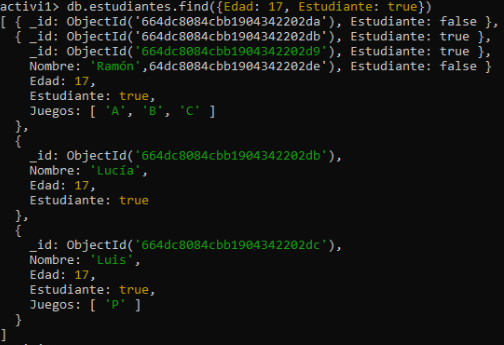 activi1> db.estudiantes.find({Edad: 17, Estudiante: true})
[ { _id: ObjectId('664dc8084cbb1904342202da'), Estudiante: false },
  { _id: ObjectId('664dc8084cbb1904342202db'), Estudiante: true },
    _id: ObjectId('664dc8084cbb1904342202d9'), Estudiante: true },
    Nombre: 'Ramón',64dc8084cbb1904342202de'), Estudiante: false }
    Edad: 17,
    Estudiante: true,
    Juegos: [ 'A', 'B', 'C' ]
  },
  {
    _id: ObjectId('664dc8084cbb1904342202db'),
    Nombre: 'Lucía',
    Edad: 17,
    Estudiante: true
  },
  {
    _id: ObjectId('664dc8084cbb1904342202dc'),
    Nombre: 'Luis',
    Edad: 17,
    Estudiante: true,
    Juegos: [ 'P' ]
  }
]